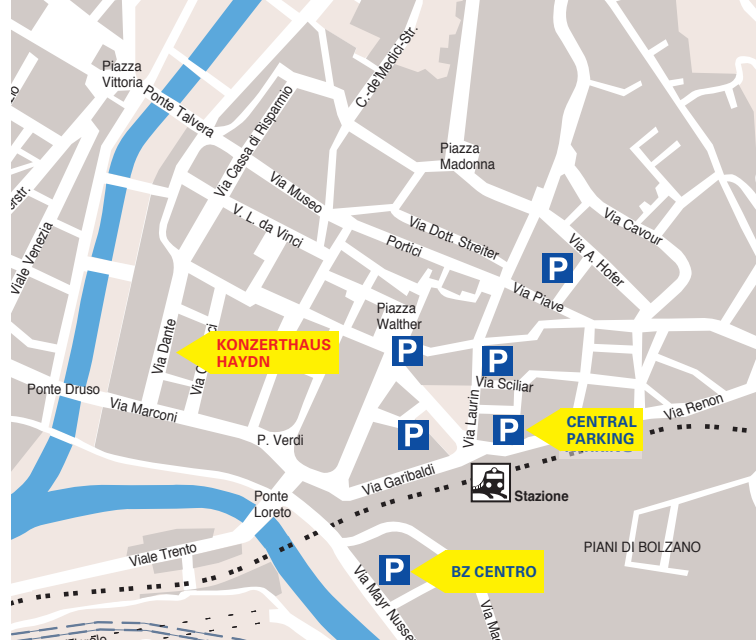 C.-de'Medici-Str.
Piazza
Vittoria
Ponte Talvera
Via Cassa di Risparmio
Piazza
Madonna
Via Museo
V. L. da Vinci
Via Dott. Streiter
Portici
Via Cavour
Via A. Hofer
Viale Venezia
P
Via Piave
Piazza
Walther
Via Dante
KONZERTHAUS
HAYDN
P
P
Via Sciliar
Ponte Druso
Via Marconi
Via Laurin
Via Renon
P
CENTRAL
PARKING
P
P. Verdi
Via Garibaldi
Stazione
Ponte
Loreto
Viale Trento
PIANI DI BOLZANO
P
BZ CENTRO
Via Mayr Nusse